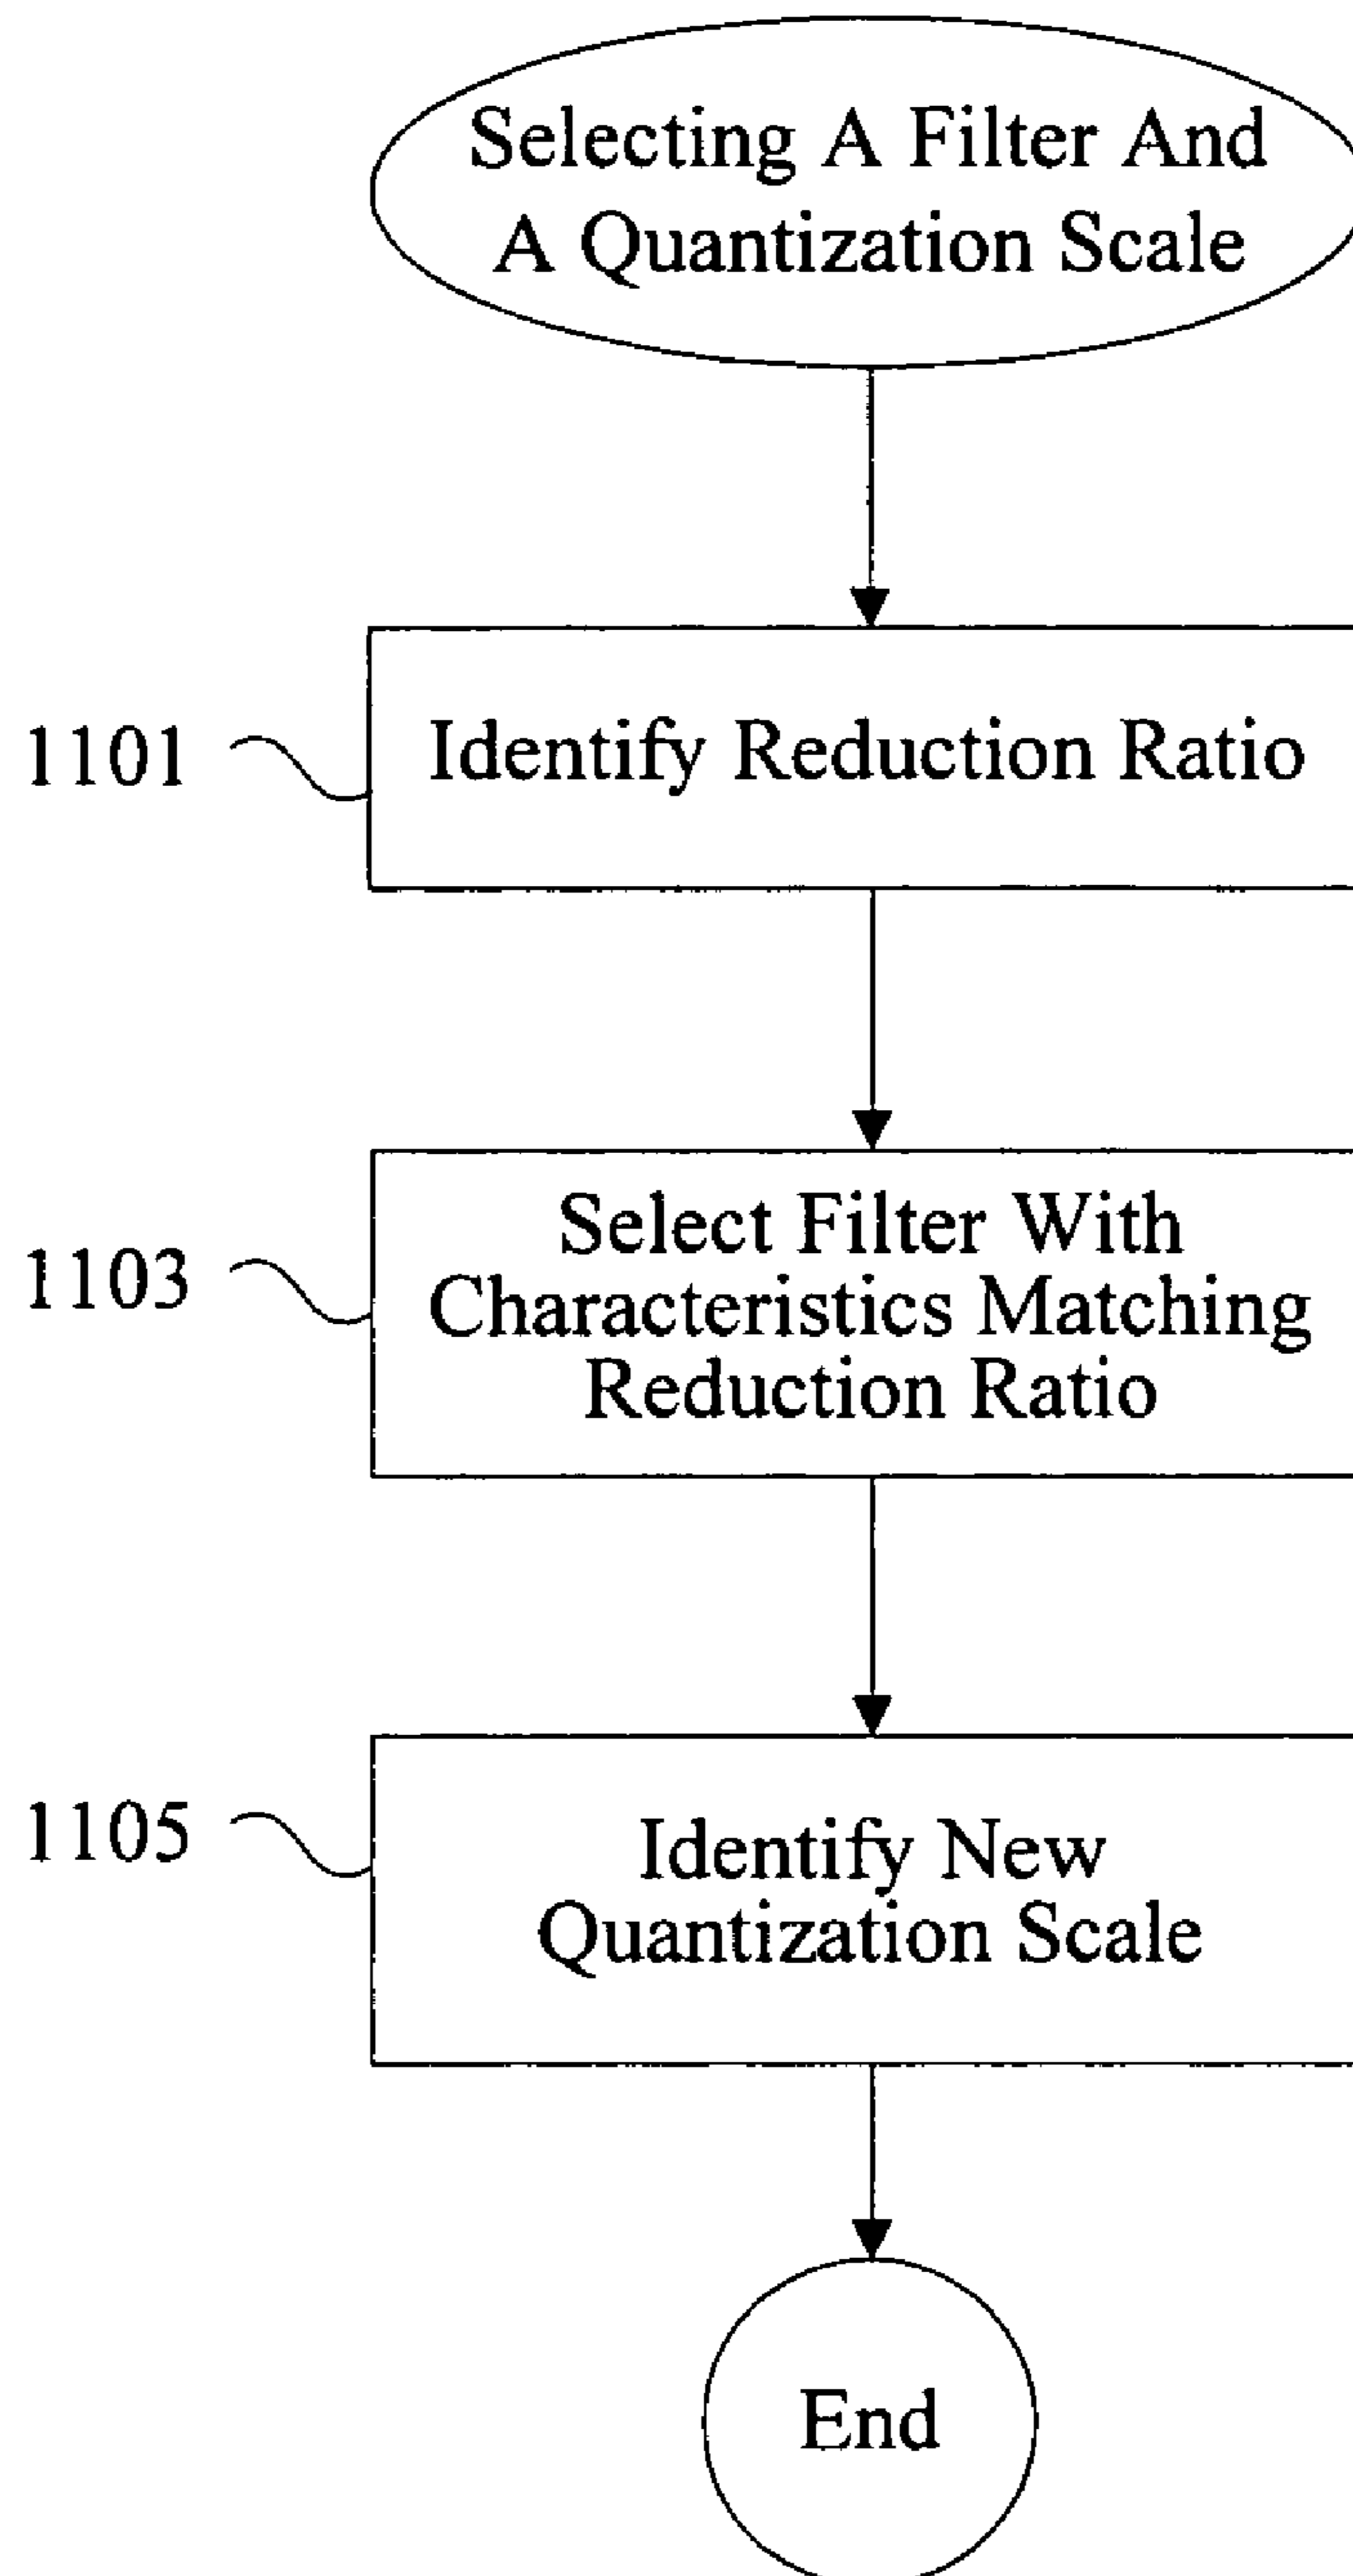 Selecting A Filter And
A Quantization Scale
1101
Identify Reduction Ratio
1103
Select Filter With
Characteristics Matching
Reduction Ratio
1105
Identify New
Quantization Scale
End